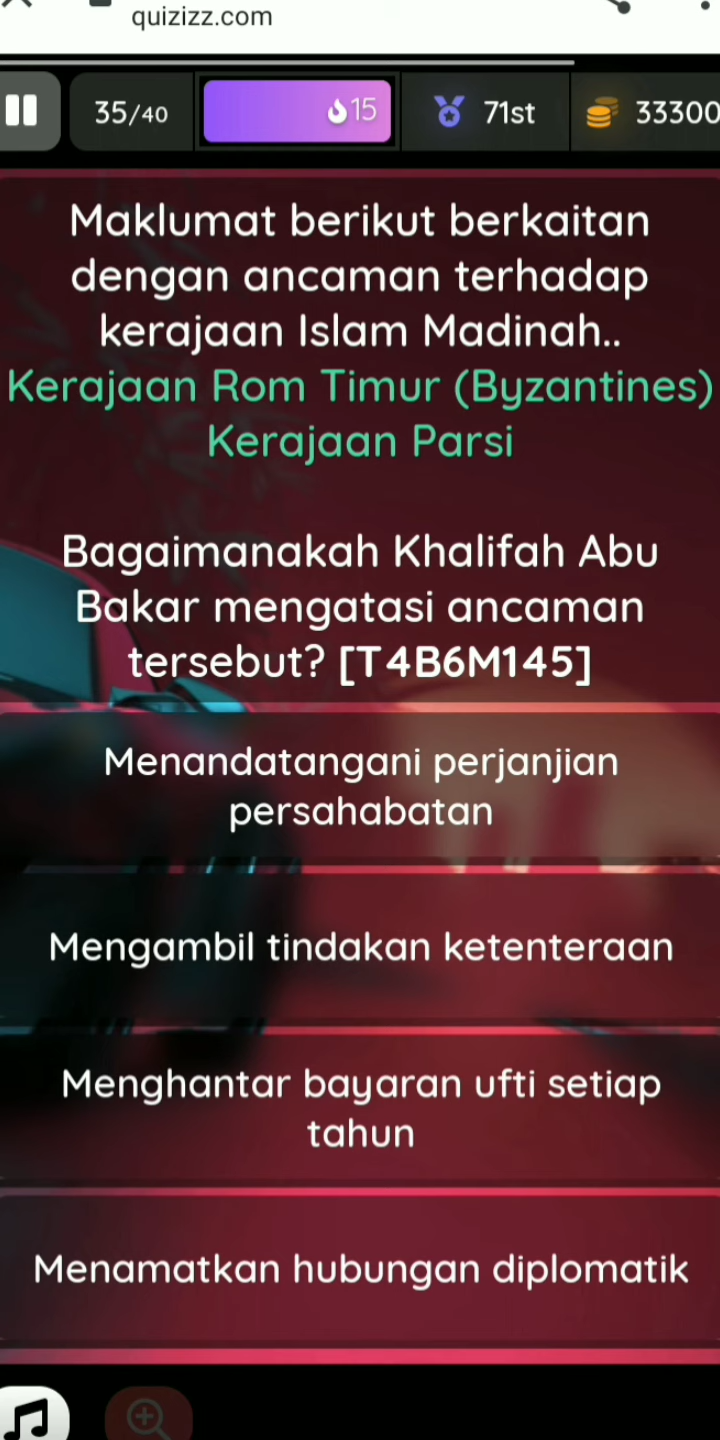 quizizz.com
35/40
15
71st
33300
Maklumat berikut berkaitan
dengan ancaman terhadap
kerajaan Islam Madinah..
Kerajaan Rom Timur (Byzantines)
Kerajaan Parsi
Bagaimanakah Khalifah Abu
Bakar mengatasi ancaman
tersebut? [T4B6M145]
Menandatangani perjanjian
persahabatan
Mengambil tindakan ketenteraan
Menghantar bayaran ufti setiap
tahun
Menamatkan hubungan diplomatik